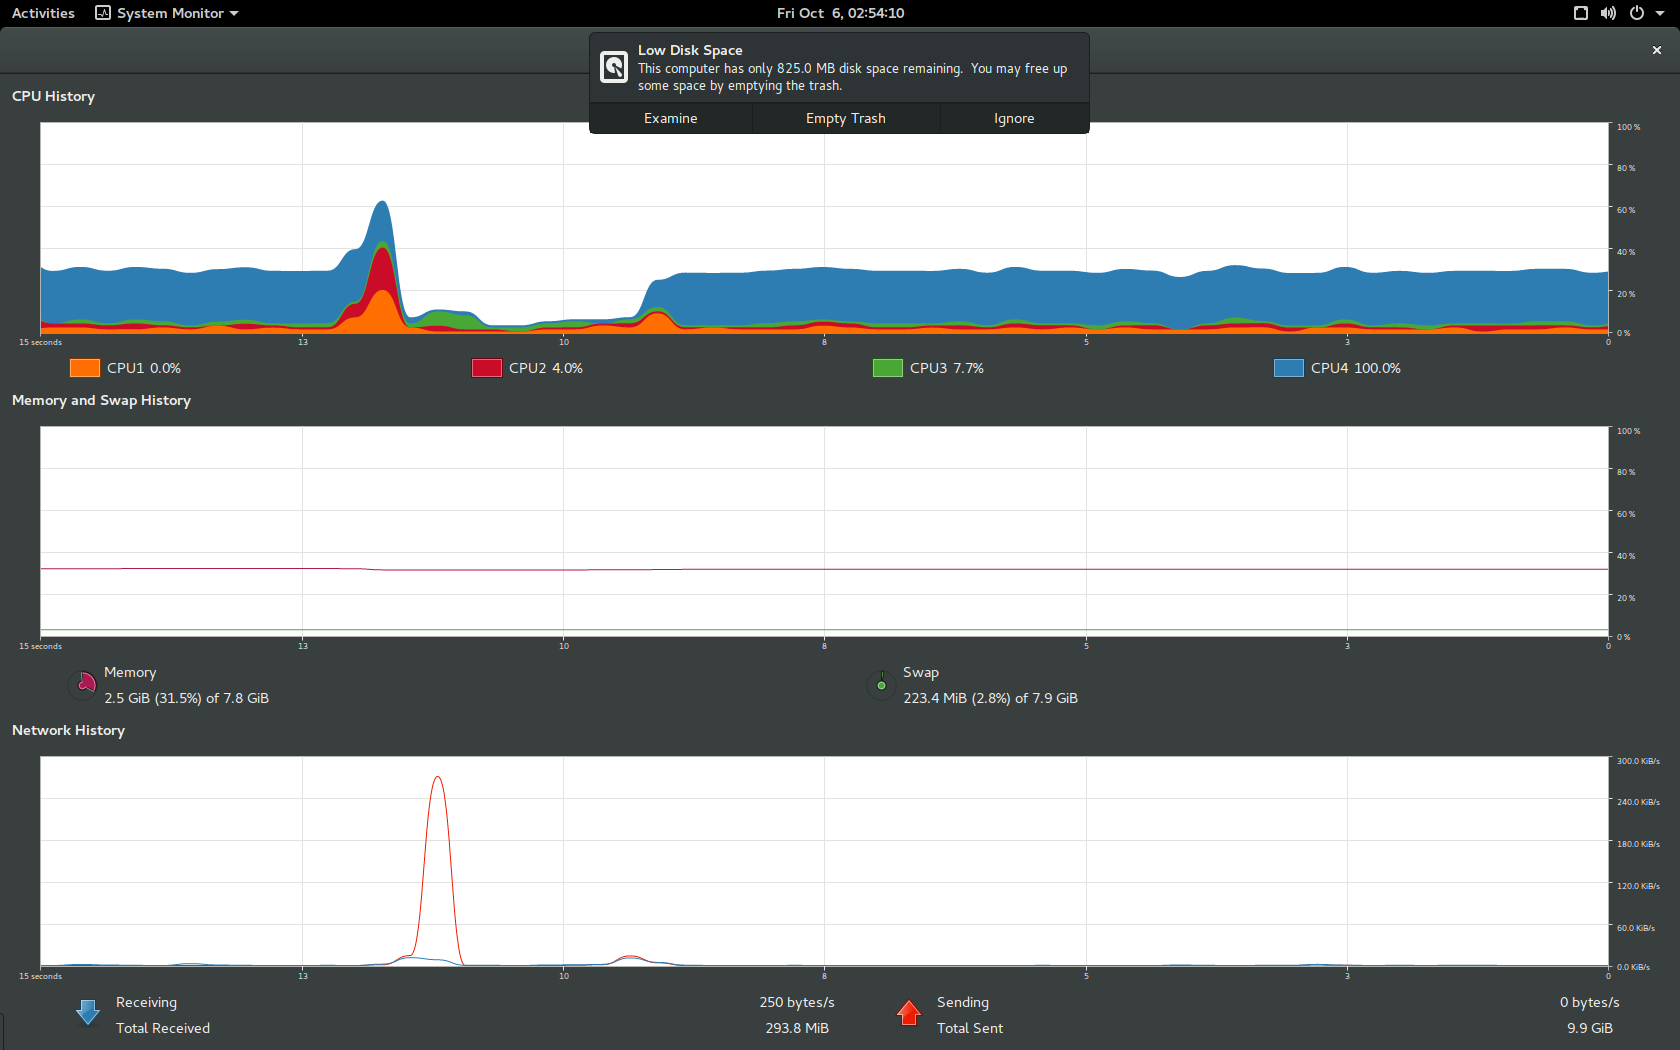 Activities System Monitor Fri Oct 6, 02:54:10
Low Disk Space
This computer has only 825.0 MB disk space remaining. You may free up
some space by emptying the trash.
Examine Empty Trash Ignore
CPU History
100 %
80 %
60 %
40 %
20 %
0 %
15 seconds 13 10 8 5 3 0
CPU1 0.0% CPU2 4.0% CPU3 7.7% CPU4 100.0%
Memory and Swap History
100 %
80 %
60 %
40 %
20 %
0 %
15 seconds 13 10 8 5 3 0
Memory
2.5 GiB (31.5%) of 7.8 GiB
Swap
223.4 MiB (2.8%) of 7.9 GiB
Network History
300.0 KiB/s
240.0 KiB/s
180.0 KiB/s
120.0 KiB/s
60.0 KiB/s
0.0 KiB/s
15 seconds 13 10 8 5 3 0
Receiving 250 bytes/s
Total Received 293.8 MiB
Sending 0 bytes/s
Total Sent 9.9 GiB